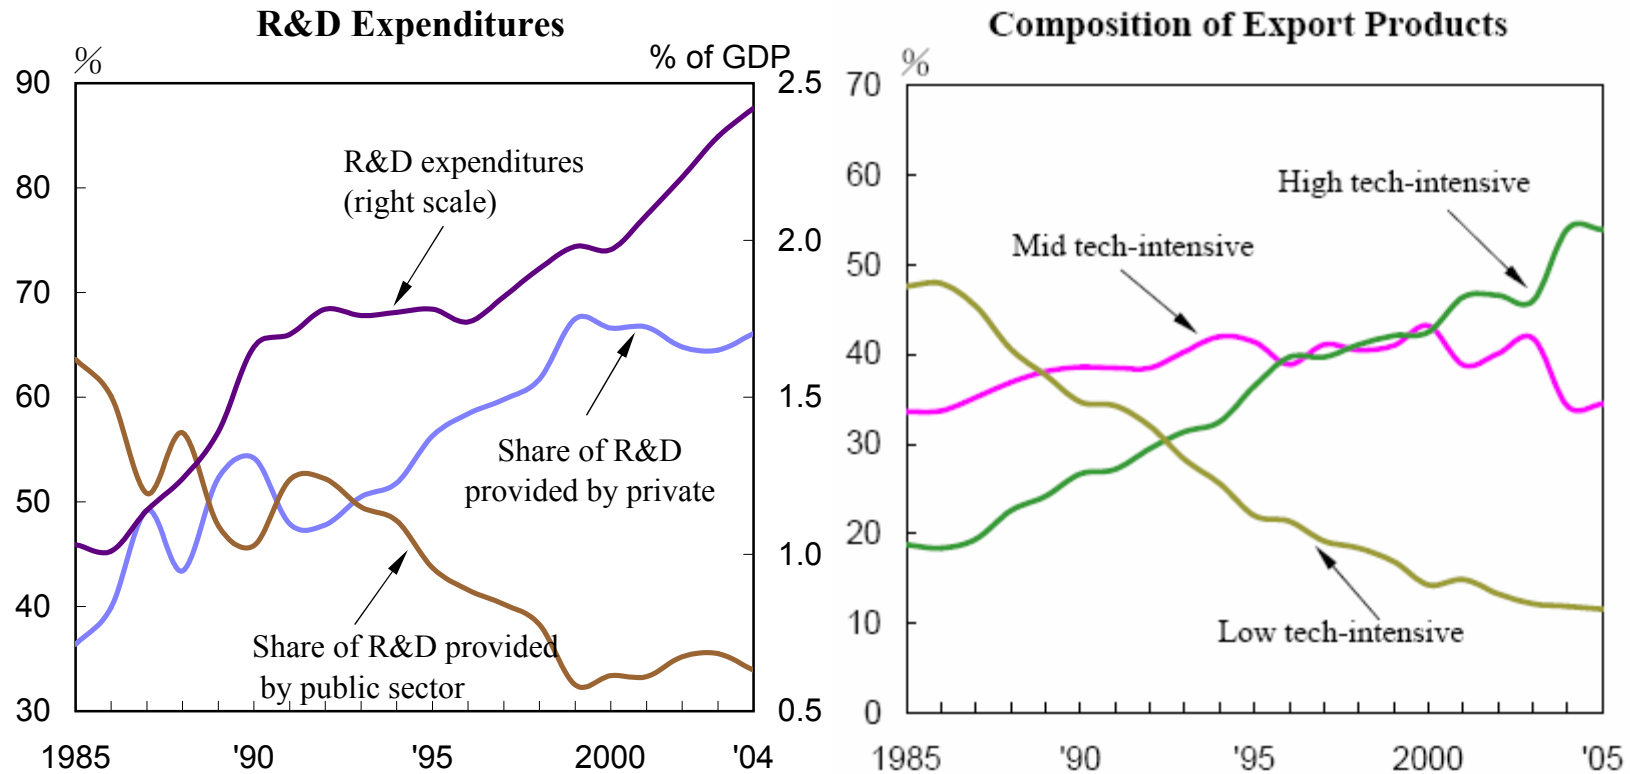 R&D Expenditures
%
% of GDP
90
80
70
60
50
40
30
2.5
2.0
1.5
1.0
0.5
R&D expenditures
(right scale)
Share of R&D
provided by private
Share of R&D provided
by public sector
1985
'90
'95
2000
'04
Composition of Export Products
%
70
60
50
40
30
20
10
0
High tech-intensive
Mid tech-intensive
Low tech-intensive
1985
'90
'95
2000
'05